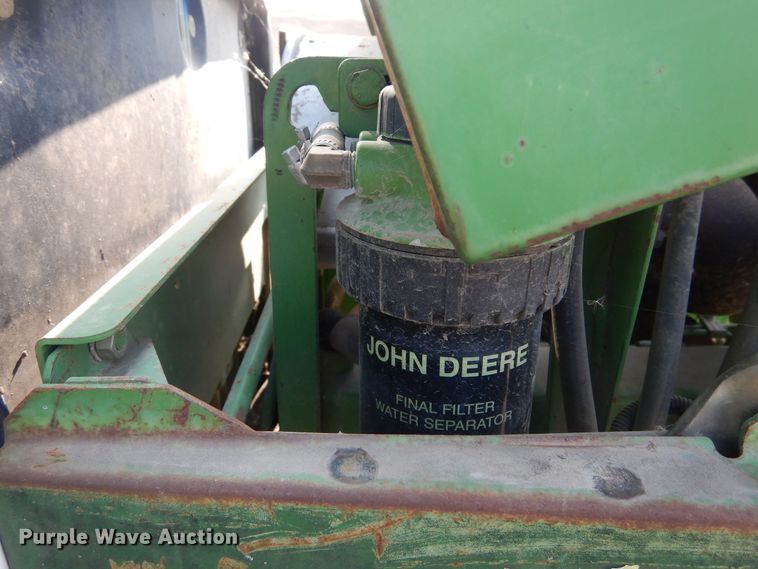 JOHN DEERE
FINAL FILTER
WATER SEPARATOR
Purple Wave Auction